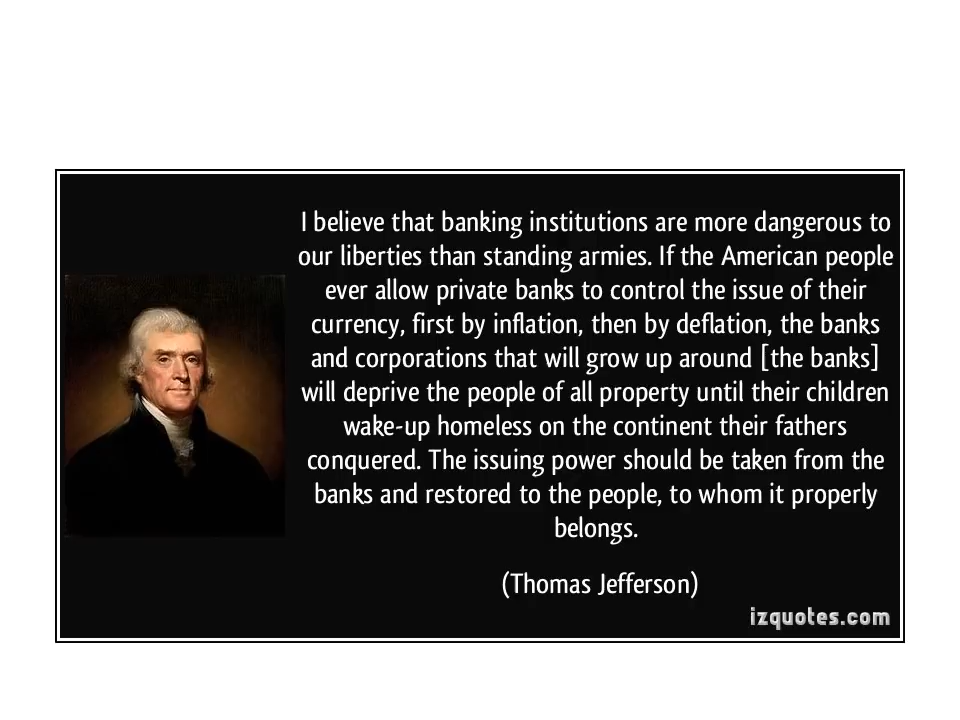 I believe that banking institutions are more dangerous to
our liberties than standing armies. If the American people
ever allow private banks to control the issue of their
currency, first by inflation, then by deflation, the banks
and corporations that will grow up around [the banks]
will deprive the people of all property until their children
wake-up homeless on the continent their fathers
conquered. The issuing power should be taken from the
banks and restored to the people, to whom it properly
belongs.
(Thomas Jefferson)
izquotes.com